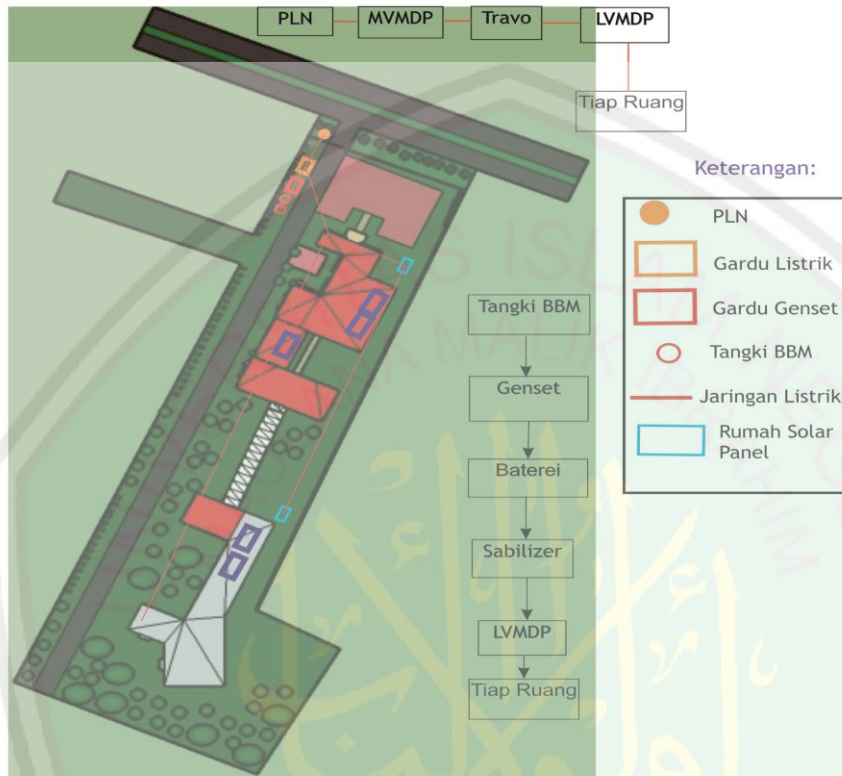 PLN
MVMDP
Travo
LVMDP
Tiap Ruang
Keterangan:
PLN
Gardu Listrik
Gardu Genset
Tangki BBM
Jaringan Listrik
Rumah Solar
Panel
Tangki BBM
Genset
Baterei
Sabilizer
LVMDP
Tiap Ruang